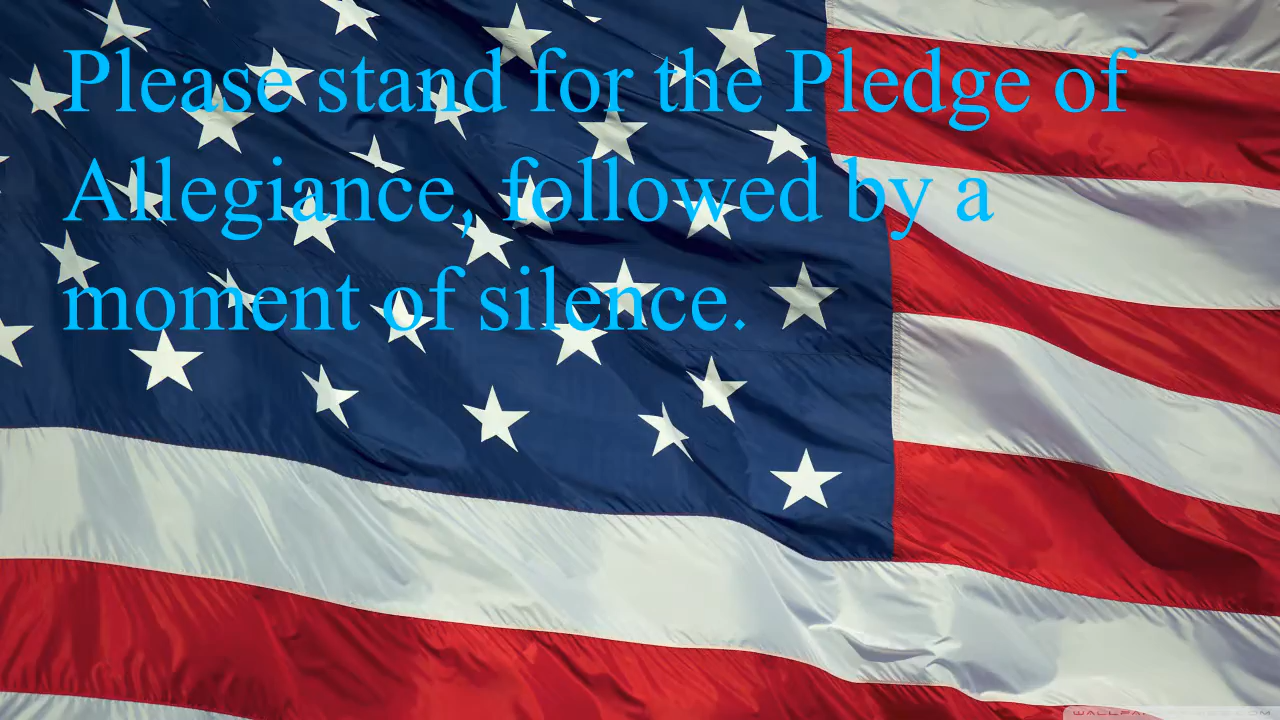 Please stand for the Pledge of
Allegiance, followed by a
moment of silence.